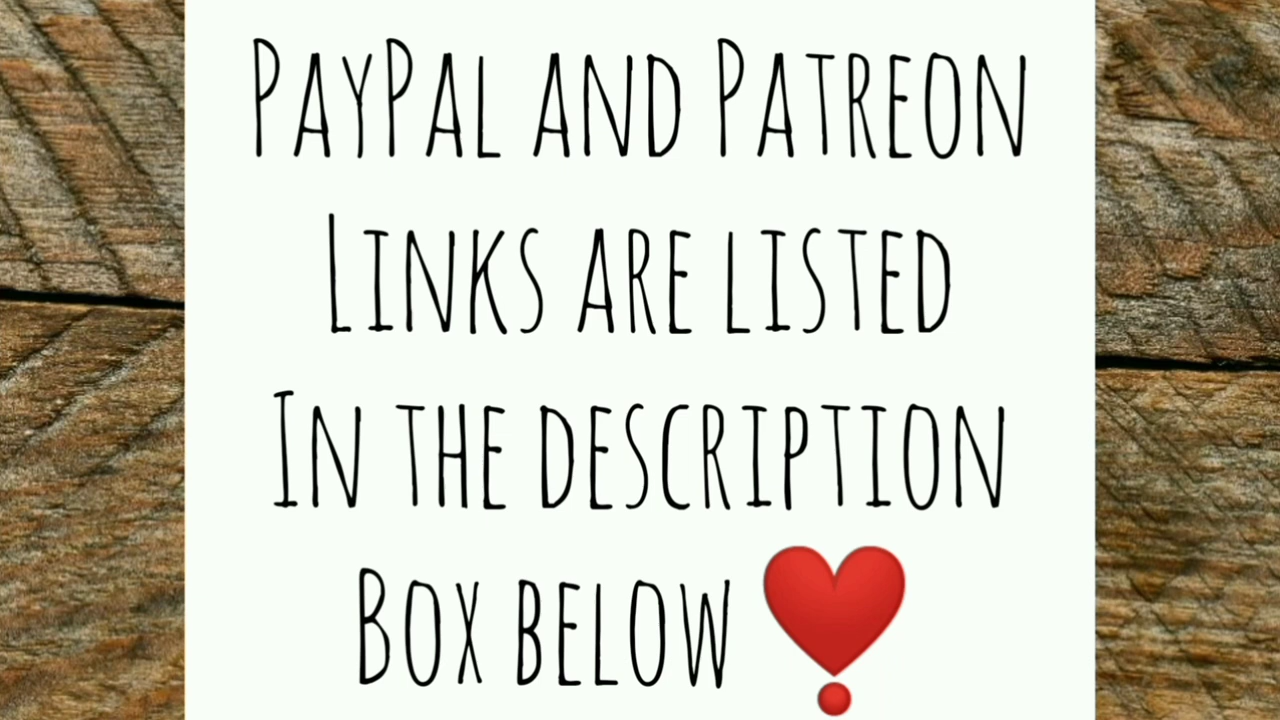 PayPal and Patreon
Links are listed
In the description
Box below ❣️